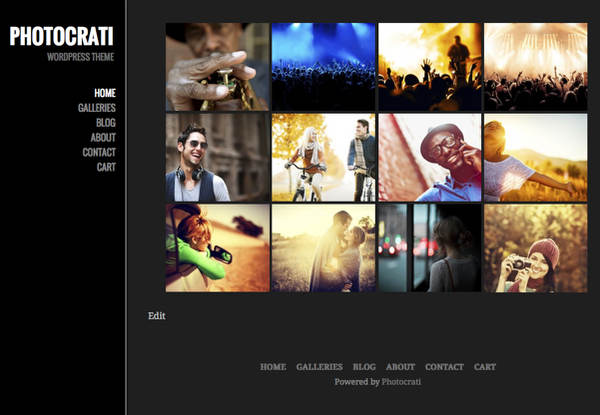 PHOTOCRATI
WORDPRESS THEME
HOME
GALLERIES
BLOG
ABOUT
CONTACT
CART
Edit
HOME GALLERIES BLOG ABOUT CONTACT CART
Powered by Photocrati